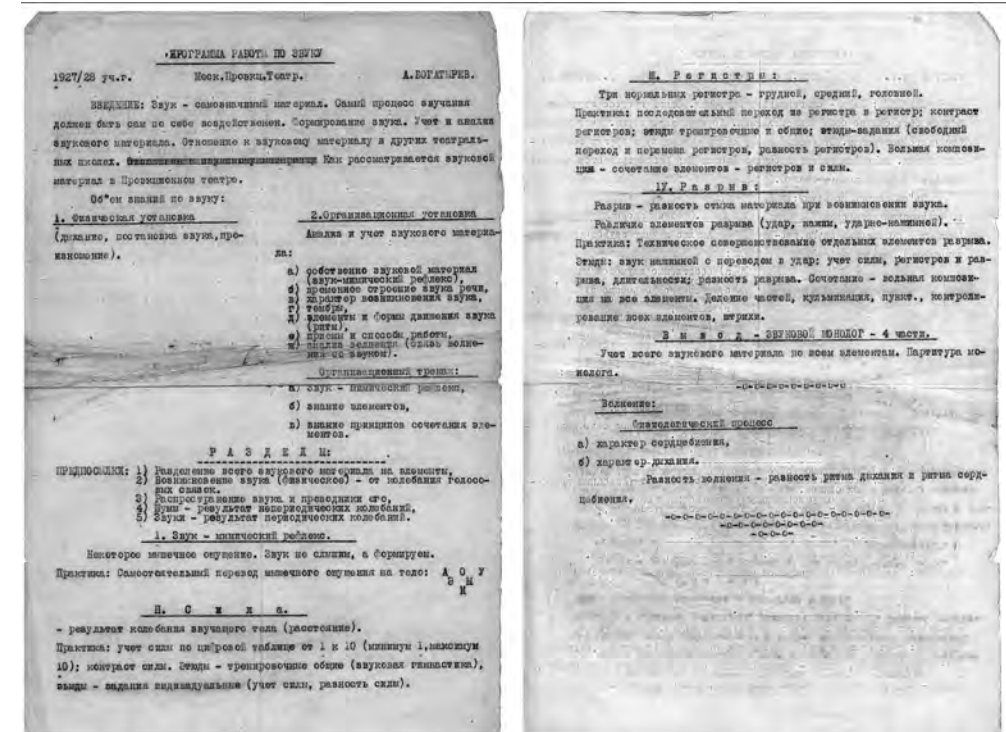 ПРОГРАММА РАБОТЫ ПО ЗВУКУ
1927/28 уч.г. Моск.Проекц.Театр. А.БОГАТЫРЕВ.
ВВЕДЕНИЕ: Звук - самозначимый материал. Самый процесс звучания
должен быть сам по себе воздейственен. Формирование звука. Учет и анализ
звукового материала. Отношение к звуковому материалу в других театраль-
ных школах. Как рассматривается звуковой
материал в Проекционном театре.
Об"ем знаний по звуку:
1. Физическая установка
(дыхание, постановка звука,про-
изношение).
2.Организационная установка
Анализ и учет звукового материа-
ла:
а) собственно звуковой материал
(звук-мимический рефлекс),
б) временное строение звука речи,
в) характер возникновения звука,
г) тембры,
д) элементы и формы движения звука
(ритм),
е) приемы и способы работы,
ж) анализ волнения (связь волне-
ния со звуком).
Организационный тренаж:
а) Звук - мимический рефлекс,
б) знание элементов,
в) знание принципов сочетания эле-
ментов.
Р А З Д Е Л Ы:
ПРЕДПОСЫЛКИ: 1) Разделение всего звукового материала на элементы,
2) Возникновение звука (физическое) - от колебания голосо-
вых связок.
3) Распространение звука и проводники его,
4) Шумы - результат непериодических колебаний,
5) Звуки - результат периодических колебаний.
1. Звук - мимический рефлекс.
Некоторое мышечное ощущение. Звук не слышим, а формируем.
Практика: Самостоятельный перевод мышечного ощущения на тело: А О У
Э Ы
И
П. С и л а.
- результат колебания звучащего тела (расстояние).
Практика: учет силы по цифровой таблице от 1 к 10 (минимум 1,максимум
10); контраст силы. Этюды - тренировочные общие (звуковая гимнастика),
этюды - задания индивидуальные (учет силы, разность силы).
Ш. Р е г и с т р ы:
Три нормальных регистра - грудной, средний, головной.
Практика: последовательный переход из регистра в регистр; контраст
регистров; этюды тренировочные и общие; этюды-задания (свободный
переход и перемена регистров, разность регистров). Вольная компози-
ция - сочетание элементов - регистров и силы.
1У. Р а з р ы в :
Разрыв - разность стыка материала при возникновении звука.
Различие элементов разрыва (удар, нажим, ударно-нажимной).
Практика: Техническое совершенствование отдельных элементов разрыва.
Этюды: звук нажимной с переводом в удар; учет силы, регистров и раз-
рыва, длительности; разность разрыва. Сочетание - вольная компози-
ция на все элементы. Деление частей, кульминация, пункт., контроли-
рование всех элементов, штрихи.
В ы в о д - ЗВУКОВОЙ МОНОЛОГ - 4 части.
Учет всего звукового материала по всем элементам. Партитура мо-
нолога.
-о-о-о-о-о-о-о-о-о
Волнение:
Физиологический процесс
а) характер сердцебиения,
б) характер дыхания.
Разность волнения - разность ритма дыхания и ритма серд-
цебиения.
-о-о-о-о-о-о-о-о-о-о-о-о-о-о-о-
-о-о-о-о-о-о-о-о-
-о-о-о-